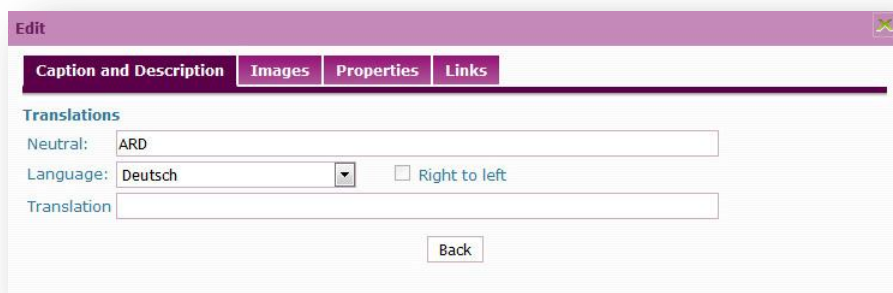 Edit
Caption and Description Images Properties Links
Translations
Neutral: ARD
Language: Deutsch Right to left
Translation
Back